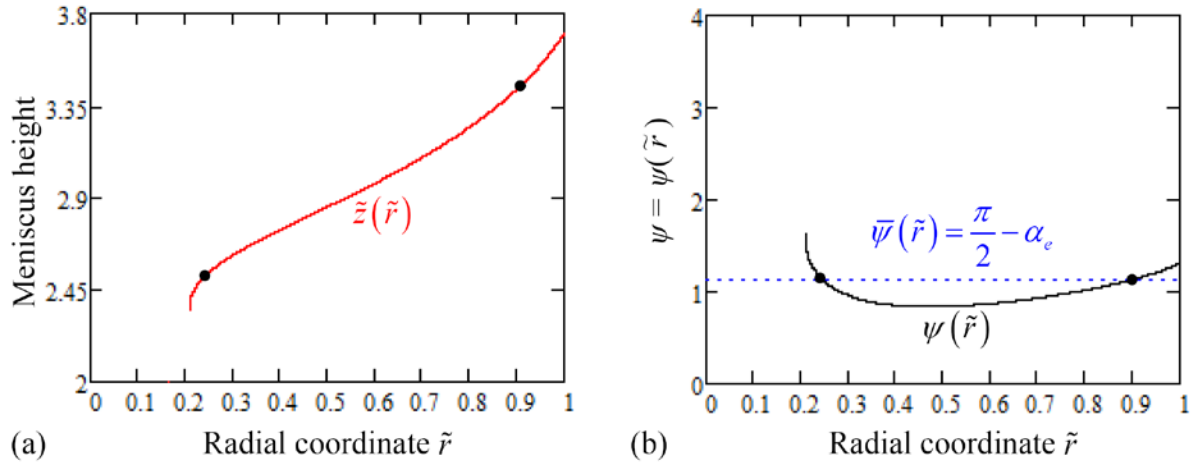 3.8
3.35
2.9
2.45
2
Meniscus height
z̃(r̃)
0 0.1 0.2 0.3 0.4 0.5 0.6 0.7 0.8 0.9 1
(a) Radial coordinate r̃
4
3
2
1
0
ψ = ψ(r̃)
ψ̄(r̃) = π/2 − αₑ
ψ(r̃)
0 0.1 0.2 0.3 0.4 0.5 0.6 0.7 0.8 0.9 1
(b) Radial coordinate r̃